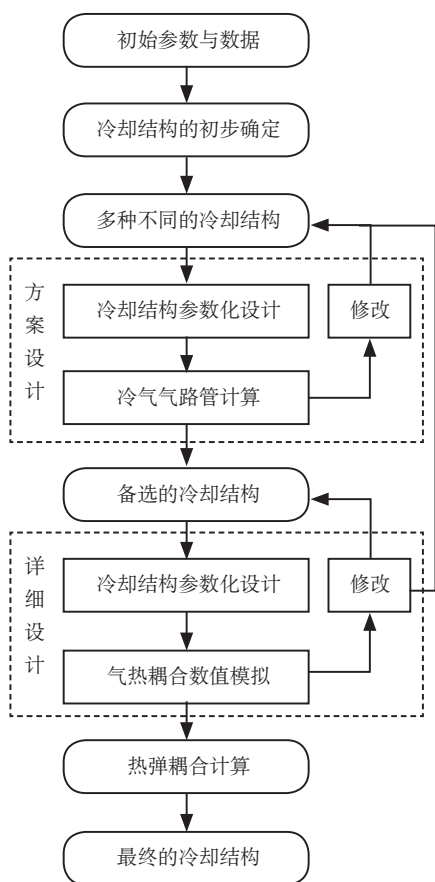 初始参数与数据
冷却结构的初步确定
多种不同的冷却结构
方案设计
冷却结构参数化设计
修改
冷气气路管计算
备选的冷却结构
详细设计
冷却结构参数化设计
修改
气热耦合数值模拟
热弹耦合计算
最终的冷却结构